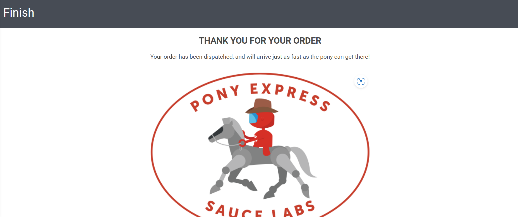 Finish
THANK YOU FOR YOUR ORDER
Your order has been dispatched, and will arrive just as fast as the pony can get there!
PONY EXPRESS
SAUCE LABS